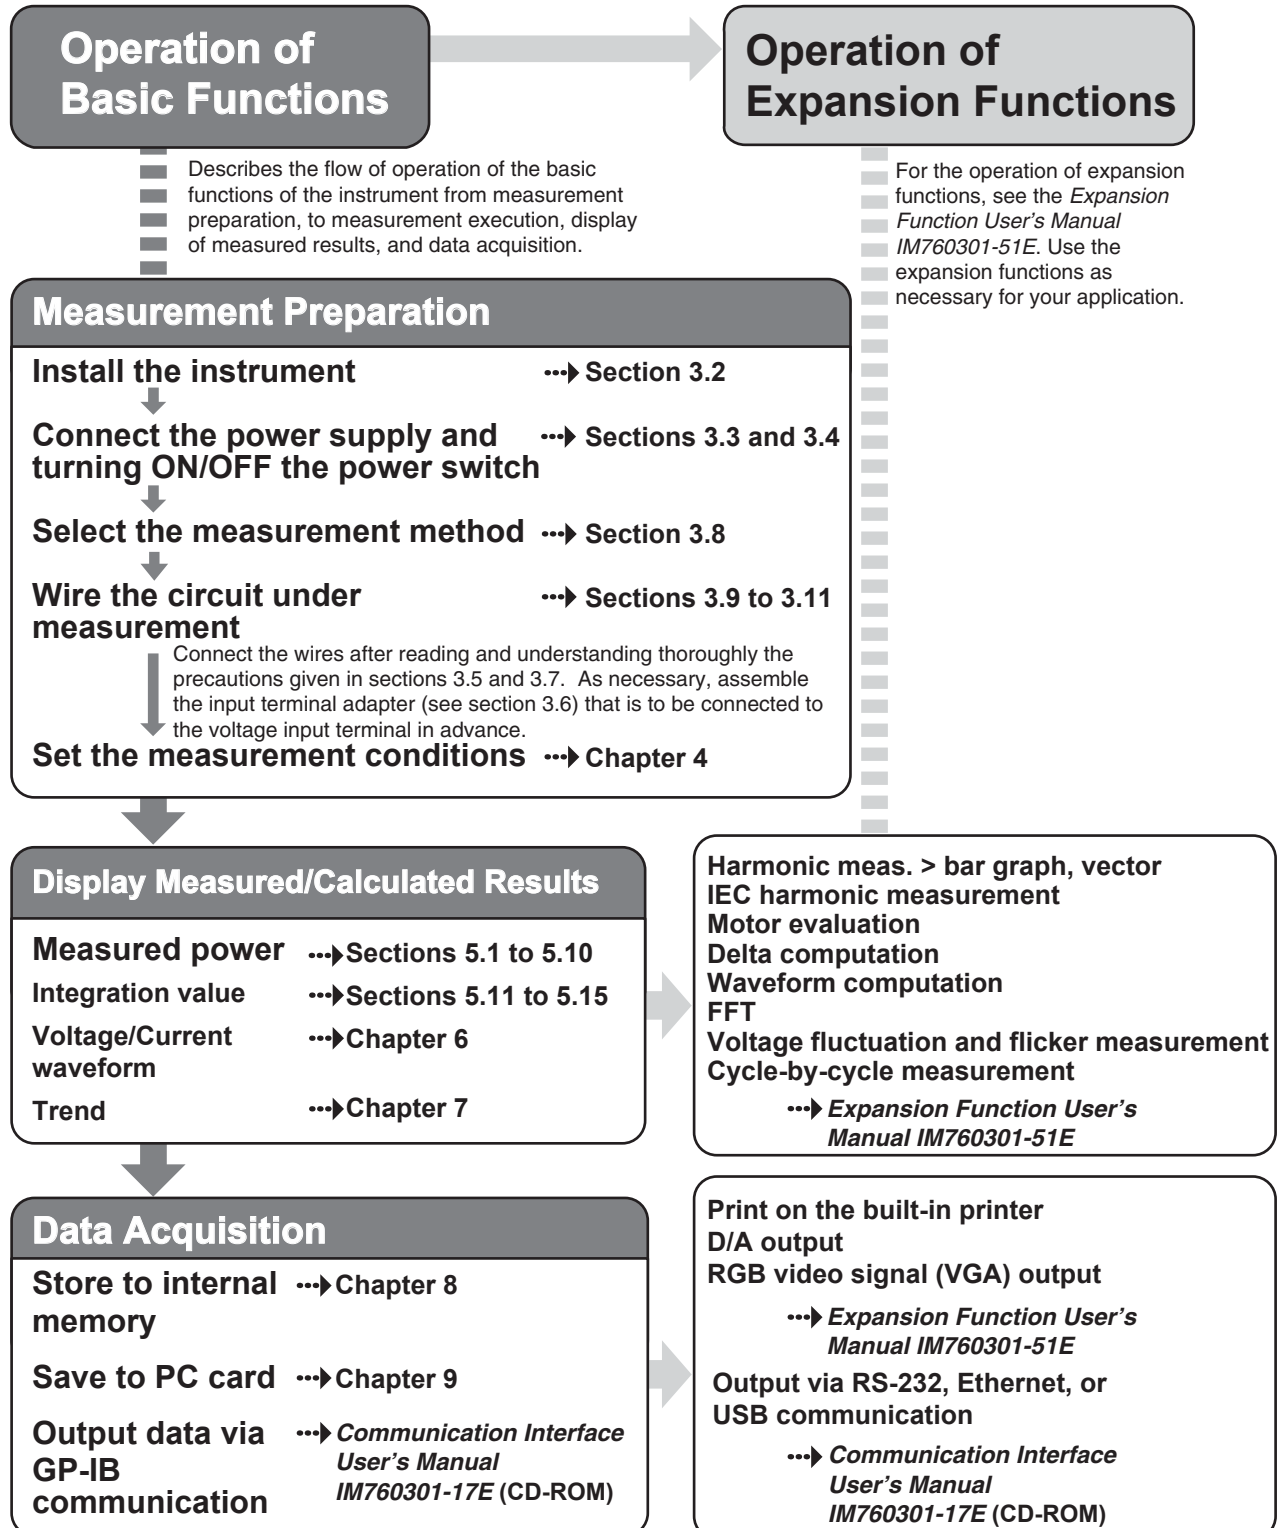 Operation of
Basic Functions
Operation of
Expansion Functions
Describes the flow of operation of the basic
functions of the instrument from measurement
preparation, to measurement execution, display
of measured results, and data acquisition.
For the operation of expansion
functions, see the Expansion
Function User's Manual
IM760301-51E. Use the
expansion functions as
necessary for your application.
Measurement Preparation
Install the instrument
Section 3.2
Connect the power supply and
turning ON/OFF the power switch
Sections 3.3 and 3.4
Select the measurement method
Section 3.8
Wire the circuit under
measurement
Sections 3.9 to 3.11
Connect the wires after reading and understanding thoroughly the
precautions given in sections 3.5 and 3.7. As necessary, assemble
the input terminal adapter (see section 3.6) that is to be connected to
the voltage input terminal in advance.
Set the measurement conditions
Chapter 4
Display Measured/Calculated Results
Measured power
Sections 5.1 to 5.10
Integration value
Sections 5.11 to 5.15
Voltage/Current
waveform
Chapter 6
Trend
Chapter 7
Harmonic meas. > bar graph, vector
IEC harmonic measurement
Motor evaluation
Delta computation
Waveform computation
FFT
Voltage fluctuation and flicker measurement
Cycle-by-cycle measurement
Expansion Function User's
Manual IM760301-51E
Data Acquisition
Store to internal
memory
Chapter 8
Save to PC card
Chapter 9
Output data via
GP-IB
communication
Communication Interface
User's Manual
IM760301-17E (CD-ROM)
Print on the built-in printer
D/A output
RGB video signal (VGA) output
Expansion Function User's
Manual IM760301-51E
Output via RS-232, Ethernet, or
USB communication
Communication Interface
User's Manual
IM760301-17E (CD-ROM)